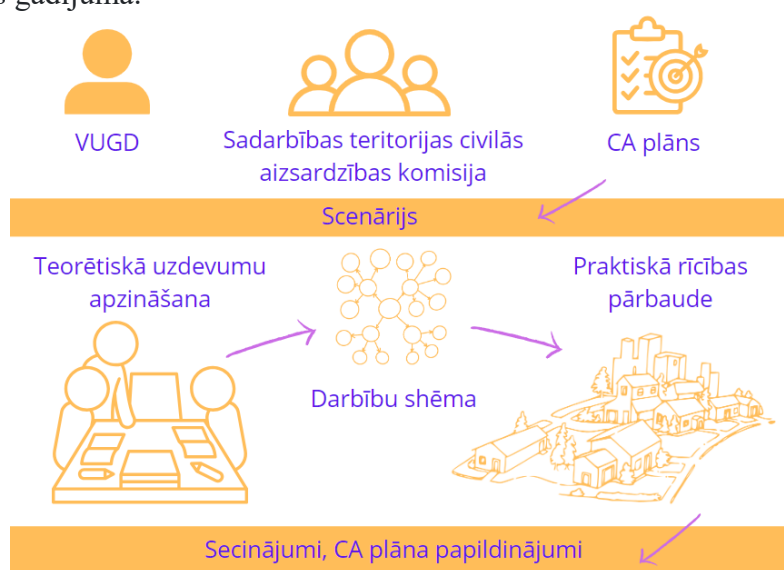 VUGD
Sadarbības teritorijas civilās
aizsardzības komisija
CA plāns
Scenārijs
Teorētiskā uzdevumu
apzināšana
Darbību shēma
Praktiskā rīcības
pārbaude
Secinājumi, CA plāna papildinājumi